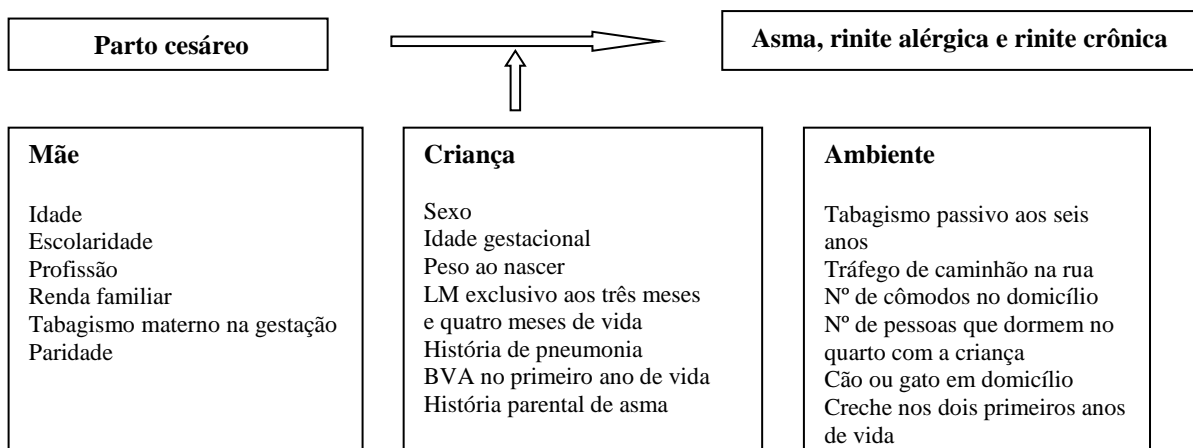 Parto cesáreo
Asma, rinite alérgica e rinite crônica
Mãe
Idade
Escolaridade
Profissão
Renda familiar
Tabagismo materno na gestação
Paridade
Criança
Sexo
Idade gestacional
Peso ao nascer
LM exclusivo aos três meses
e quatro meses de vida
História de pneumonia
BVA no primeiro ano de vida
História parental de asma
Ambiente
Tabagismo passivo aos seis
anos
Tráfego de caminhão na rua
Nº de cômodos no domicílio
Nº de pessoas que dormem no
quarto com a criança
Cão ou gato em domicílio
Creche nos dois primeiros anos
de vida